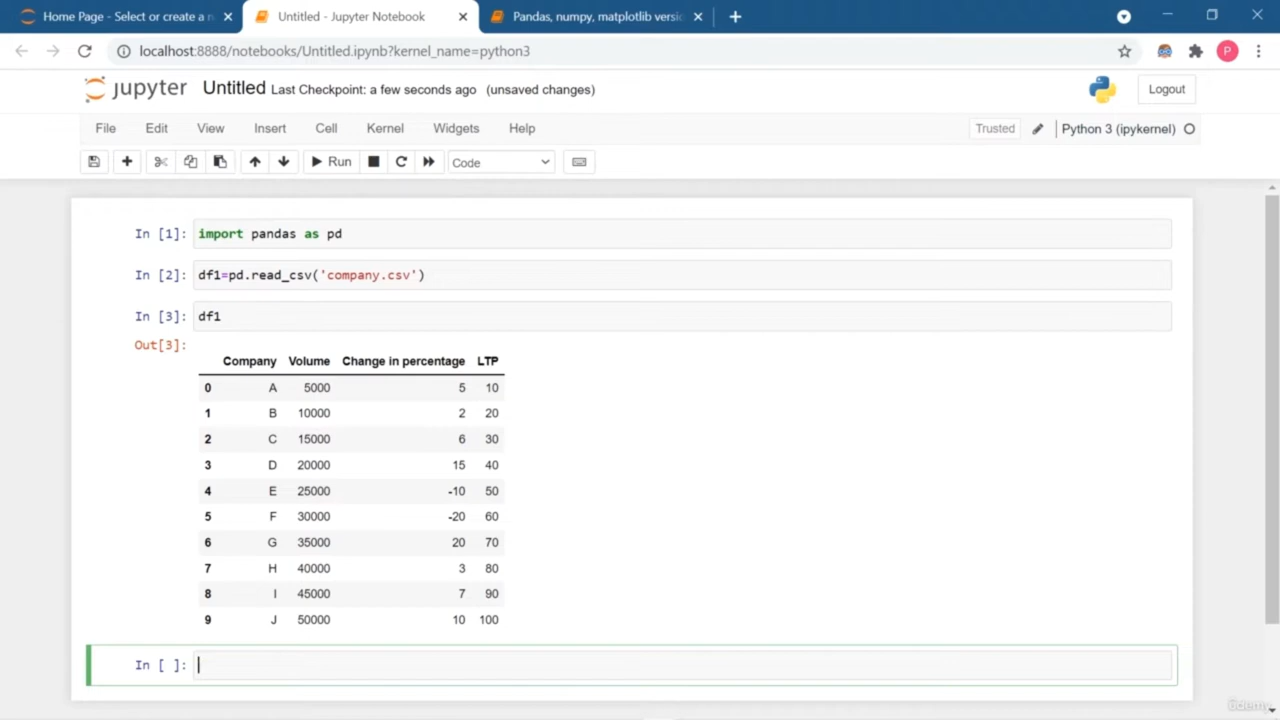 Home Page - Select or create a n
Untitled - Jupyter Notebook
Pandas, numpy, matplotlib versi
localhost:8888/notebooks/Untitled.ipynb?kernel_name=python3
P
jupyter Untitled Last Checkpoint: a few seconds ago (unsaved changes)
Logout
File Edit View Insert Cell Kernel Widgets Help
Trusted Python 3 (ipykernel)
Run Code
In [1]: import pandas as pd
In [2]: df1=pd.read_csv('company.csv')
In [3]: df1
Out[3]:
Company Volume Change in percentage LTP
0 A 5000 5 10
1 B 10000 2 20
2 C 15000 6 30
3 D 20000 15 40
4 E 25000 -10 50
5 F 30000 -20 60
6 G 35000 20 70
7 H 40000 3 80
8 I 45000 7 90
9 J 50000 10 100
In [ ]:
ûdemy